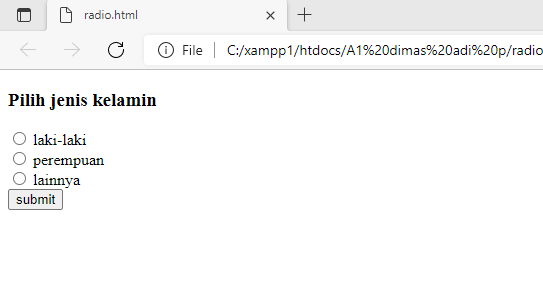 radio.html
File C:/xampp1/htdocs/A1%20dimas%20adi%20p/radio
Pilih jenis kelamin
laki-laki
perempuan
lainnya
submit